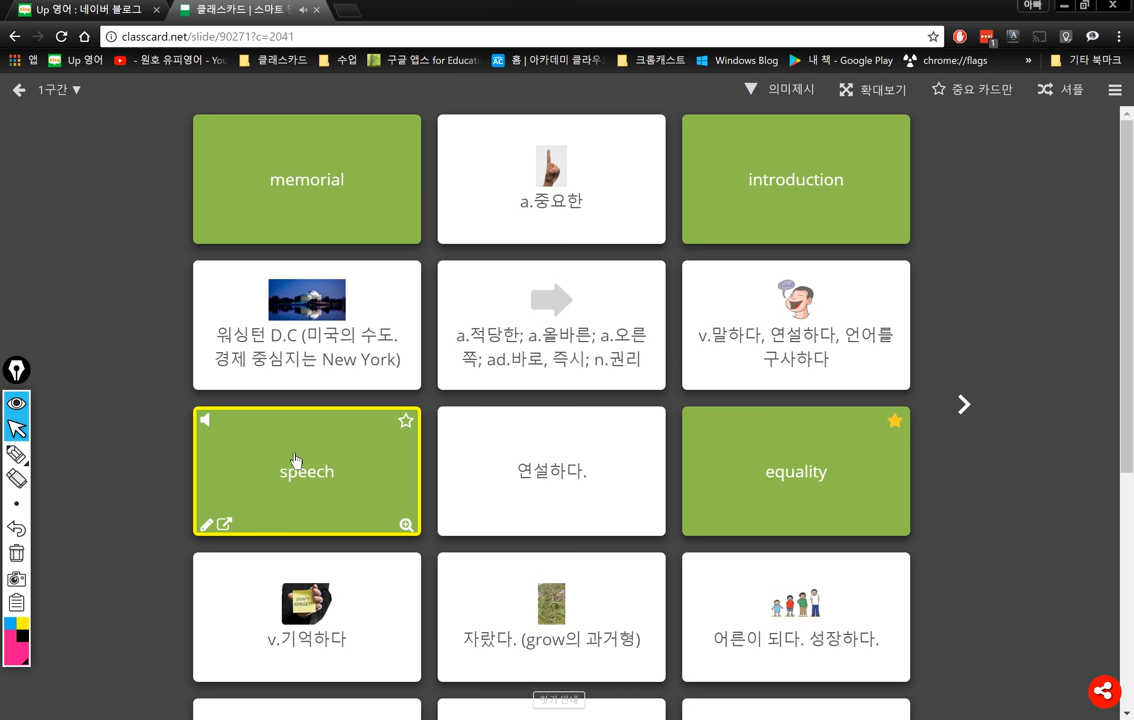 Up 영어 : 네이버 블로그
클래스카드 | 스마트
아빠
classcard.net/slide/90271?c=2041
앱
Up 영어
- 원호 유피영어 - You
클래스카드
수업
구글 앱스 for Educat
홈 | 아카데미 클라우
크롬캐스트
Windows Blog
내 책 - Google Play
chrome://flags
»
기타 북마크
1구간 ▼
▼ 의미제시
확대보기
중요 카드만
셔플
memorial
a.중요한
introduction
워싱턴 D.C (미국의 수도.
경제 중심지는 New York)
a.적당한; a.올바른; a.오른
쪽; ad.바로, 즉시; n.권리
v.말하다, 연설하다, 언어를
구사하다
speech
연설하다.
equality
v.기억하다
자랐다. (grow의 과거형)
어른이 되다. 성장하다.